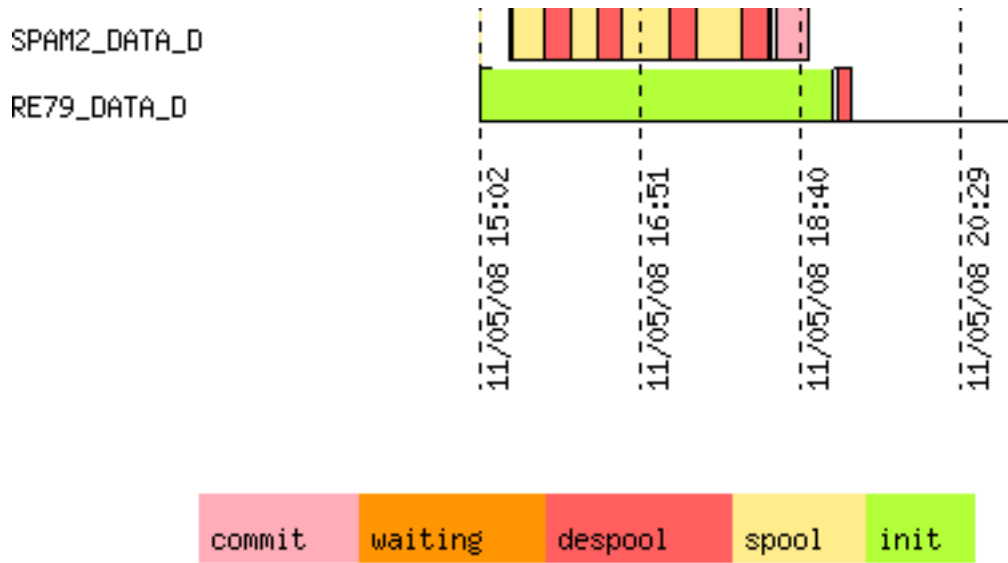 SPAM2_DATA_D
RE79_DATA_D
11/05/08 15:02
11/05/08 16:51
11/05/08 18:40
11/05/08 20:29
commit waiting despool spool init